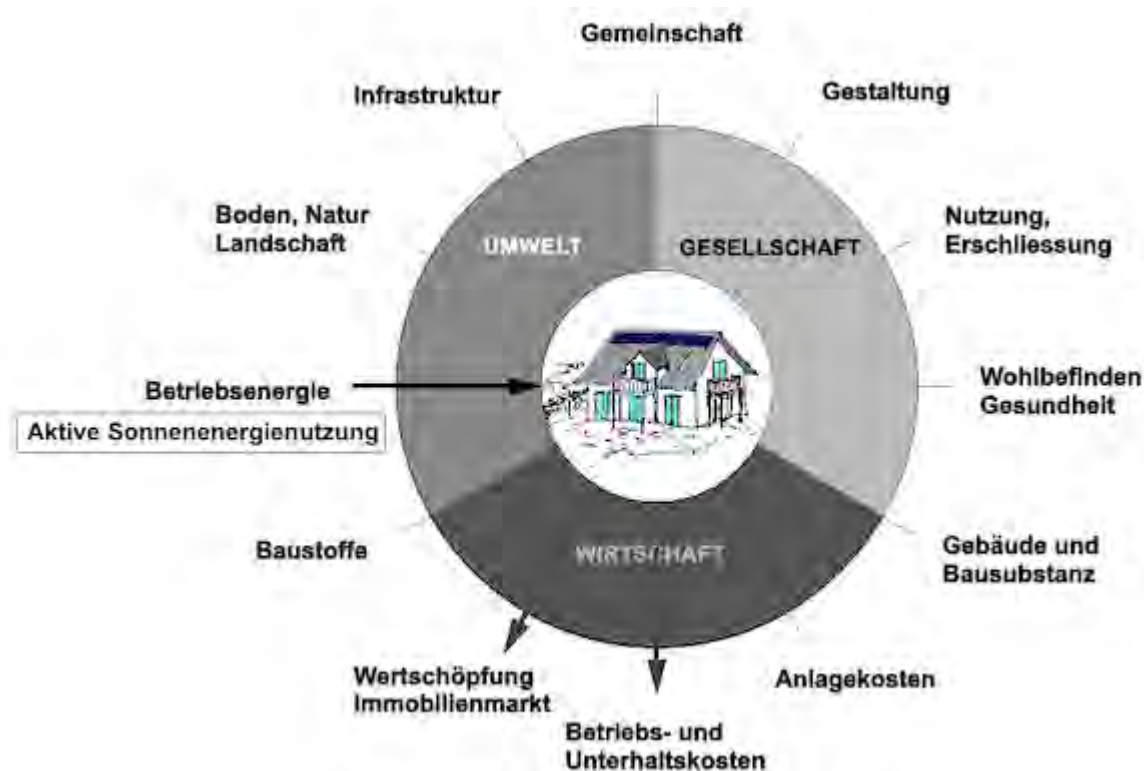 Gemeinschaft
Infrastruktur
Gestaltung
Boden, Natur
Landschaft
UMWELT
GESELLSCHAFT
Nutzung,
Erschliessung
Betriebsenergie
Aktive Sonnenenergienutzung
Wohlbefinden
Gesundheit
Baustoffe
WIRTSCHAFT
Gebäude und
Bausubstanz
Wertschöpfung
Immobilienmarkt
Anlagekosten
Betriebs- und
Unterhaltskosten